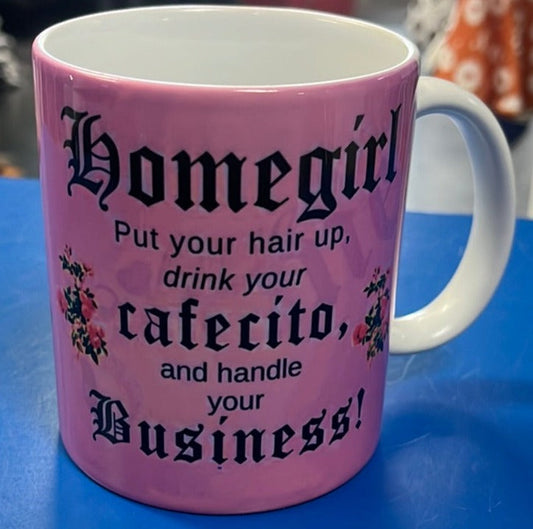 Homegirl
Put your hair up,
drink your
cafecito,
and handle
your
Business!